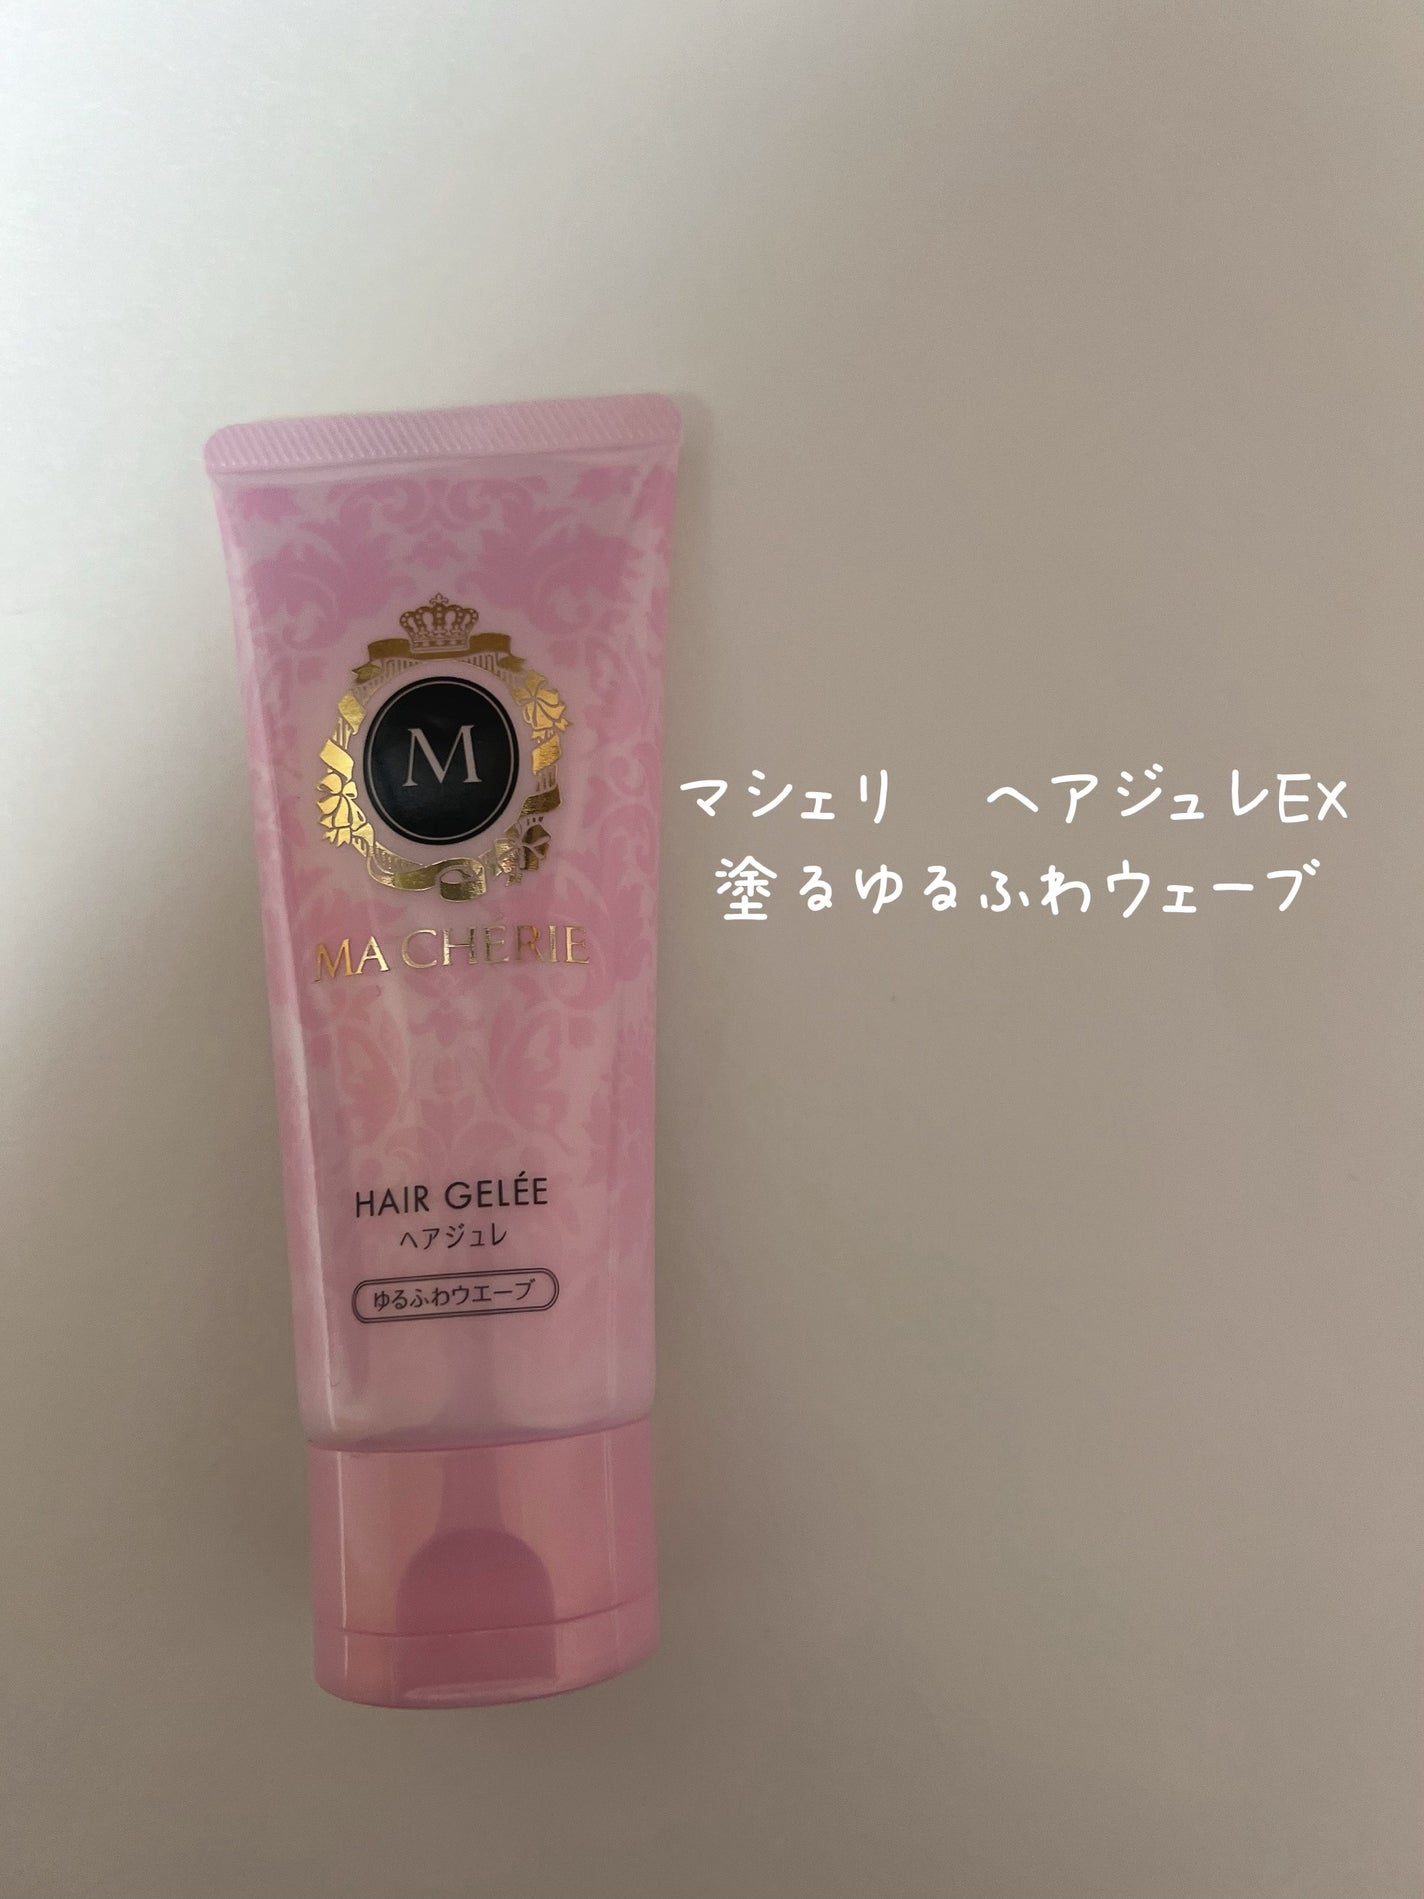 M
MA CHÉRIE
HAIR GELÉE
ヘアジュレ
ゆるふわウエーブ
マシェリ　ヘアジュレEX
塗るゆるふわウェーブ